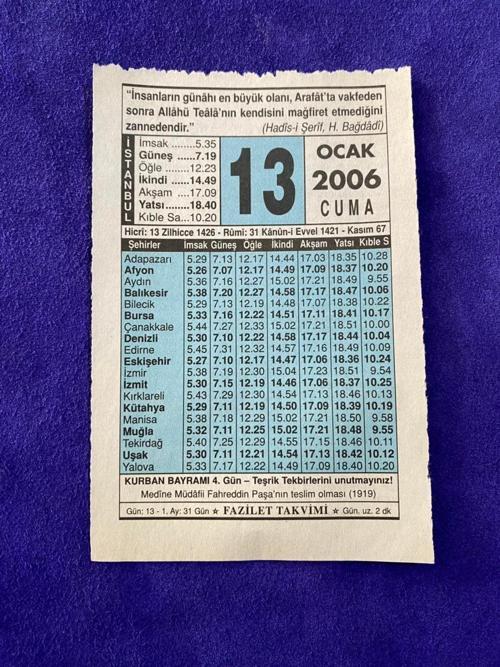 “İnsanların günâhı en büyük olanı, Arafât'ta vakfeden
sonra Allâhü Teâlâ'nın kendisini mağfiret etmediğini
zannedendir.” (Hadîs-i Şerîf, H. Bağdâdî)
İSTANBUL
İmsak ........5.35
Güneş ......7.19
Öğle ........12.23
İkindi ......14.49
Akşam ....17.09
Yatsı........18.40
Kıble Sa...10.20
13
OCAK
2006
CUMA
Hicrî: 13 Zilhicce 1426 - Rûmî: 31 Kânûn-i Evvel 1421 - Kasım 67
Şehirler İmsak Güneş Öğle İkindi Akşam Yatsı Kıble S
Adapazarı 5.29 7.13 12.17 14.44 17.03 18.35 10.28
Afyon 5.26 7.07 12.17 14.49 17.09 18.37 10.20
Aydın 5.36 7.16 12.27 15.02 17.21 18.49 9.55
Balıkesir 5.38 7.20 12.27 14.58 17.17 18.47 10.06
Bilecik 5.29 7.13 12.19 14.48 17.07 18.38 10.22
Bursa 5.33 7.16 12.22 14.51 17.11 18.41 10.17
Çanakkale 5.44 7.27 12.33 15.02 17.21 18.51 10.00
Denizli 5.30 7.10 12.22 14.58 17.17 18.44 10.04
Edirne 5.45 7.31 12.32 14.57 17.16 18.49 10.09
Eskişehir 5.27 7.10 12.17 14.47 17.06 18.36 10.24
İzmir 5.38 7.19 12.30 15.04 17.23 18.51 9.54
İzmit 5.30 7.15 12.19 14.46 17.06 18.37 10.25
Kırklareli 5.43 7.29 12.30 14.54 17.13 18.46 10.13
Kütahya 5.29 7.11 12.19 14.50 17.09 18.39 10.19
Manisa 5.38 7.18 12.29 15.02 17.21 18.50 9.58
Muğla 5.32 7.11 12.25 15.02 17.21 18.48 9.55
Tekirdağ 5.40 7.25 12.29 14.55 17.15 18.46 10.11
Uşak 5.30 7.11 12.21 14.54 17.13 18.42 10.12
Yalova 5.33 7.17 12.22 14.49 17.09 18.40 10.20
KURBAN BAYRAMI 4. Gün – Teşrik Tekbirlerini unutmayınız!
Medîne Müdâfii Fahreddin Paşa'nın teslim olması (1919)
Gün: 13 - 1. Ay: 31 Gün ★ FAZİLET TAKVİMİ ★ Gün. uz. 2 dk